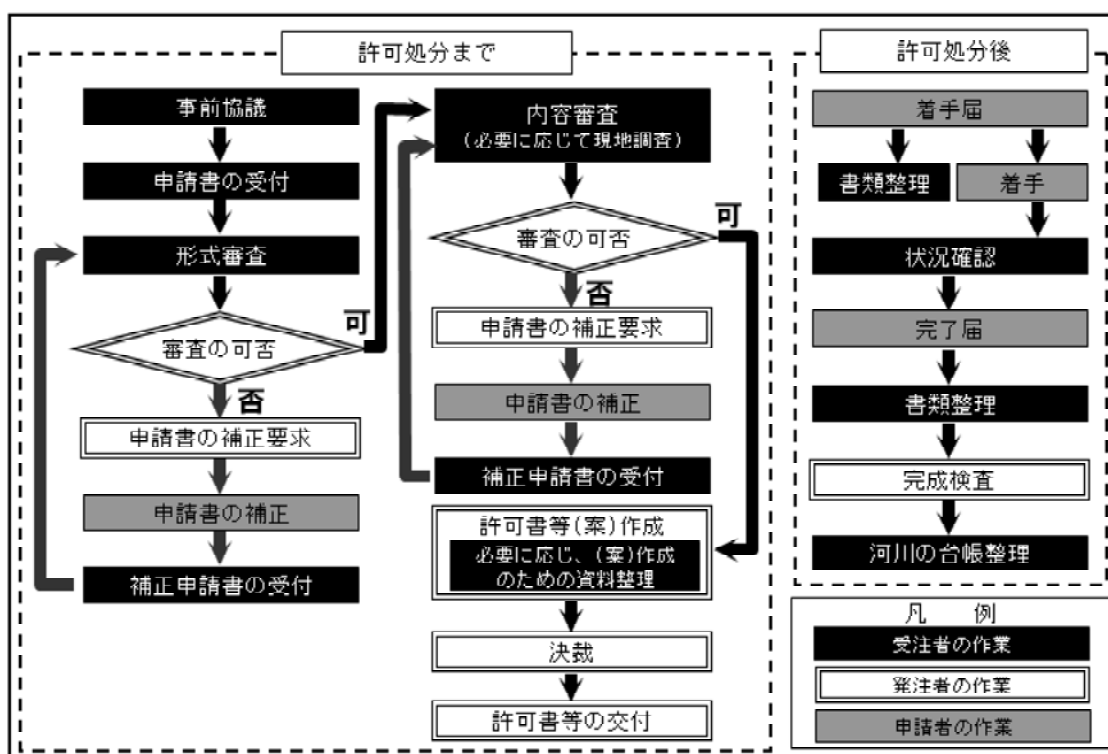 許可処分まで
事前協議
申請書の受付
形式審査
審査の可否
可
否
申請書の補正要求
申請書の補正
補正申請書の受付
内容審査
(必要に応じて現地調査)
審査の可否
可
否
申請書の補正要求
申請書の補正
補正申請書の受付
許可書等(案)作成
必要に応じ、(案)作成
のための資料整理
決裁
許可書等の交付
許可処分後
着手届
書類整理
着手
状況確認
完了届
書類整理
完成検査
河川の台帳整理
凡 例
受注者の作業
発注者の作業
申請者の作業